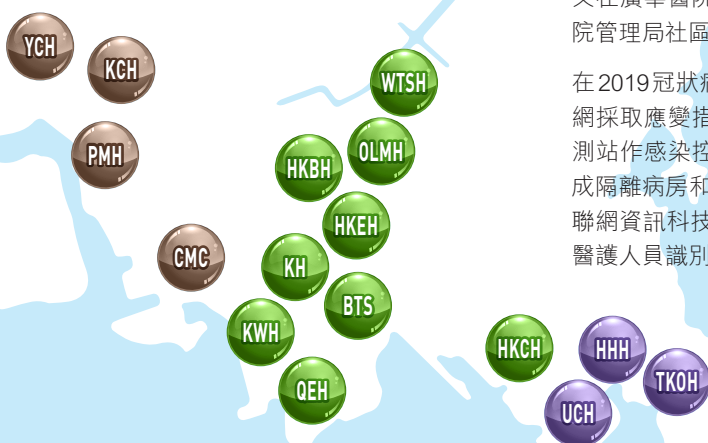 院管理局社區
在2019冠狀
網採取應變措
測站作感染控
成隔離病房和
聯網資訊科技
醫護人員識別
YCH
KCH
WTSH
PMH
OLMH
HKBH
HKEH
CMC
KH
BTS
KWH
HKCH
HHH
QEH
TKOH
UCH